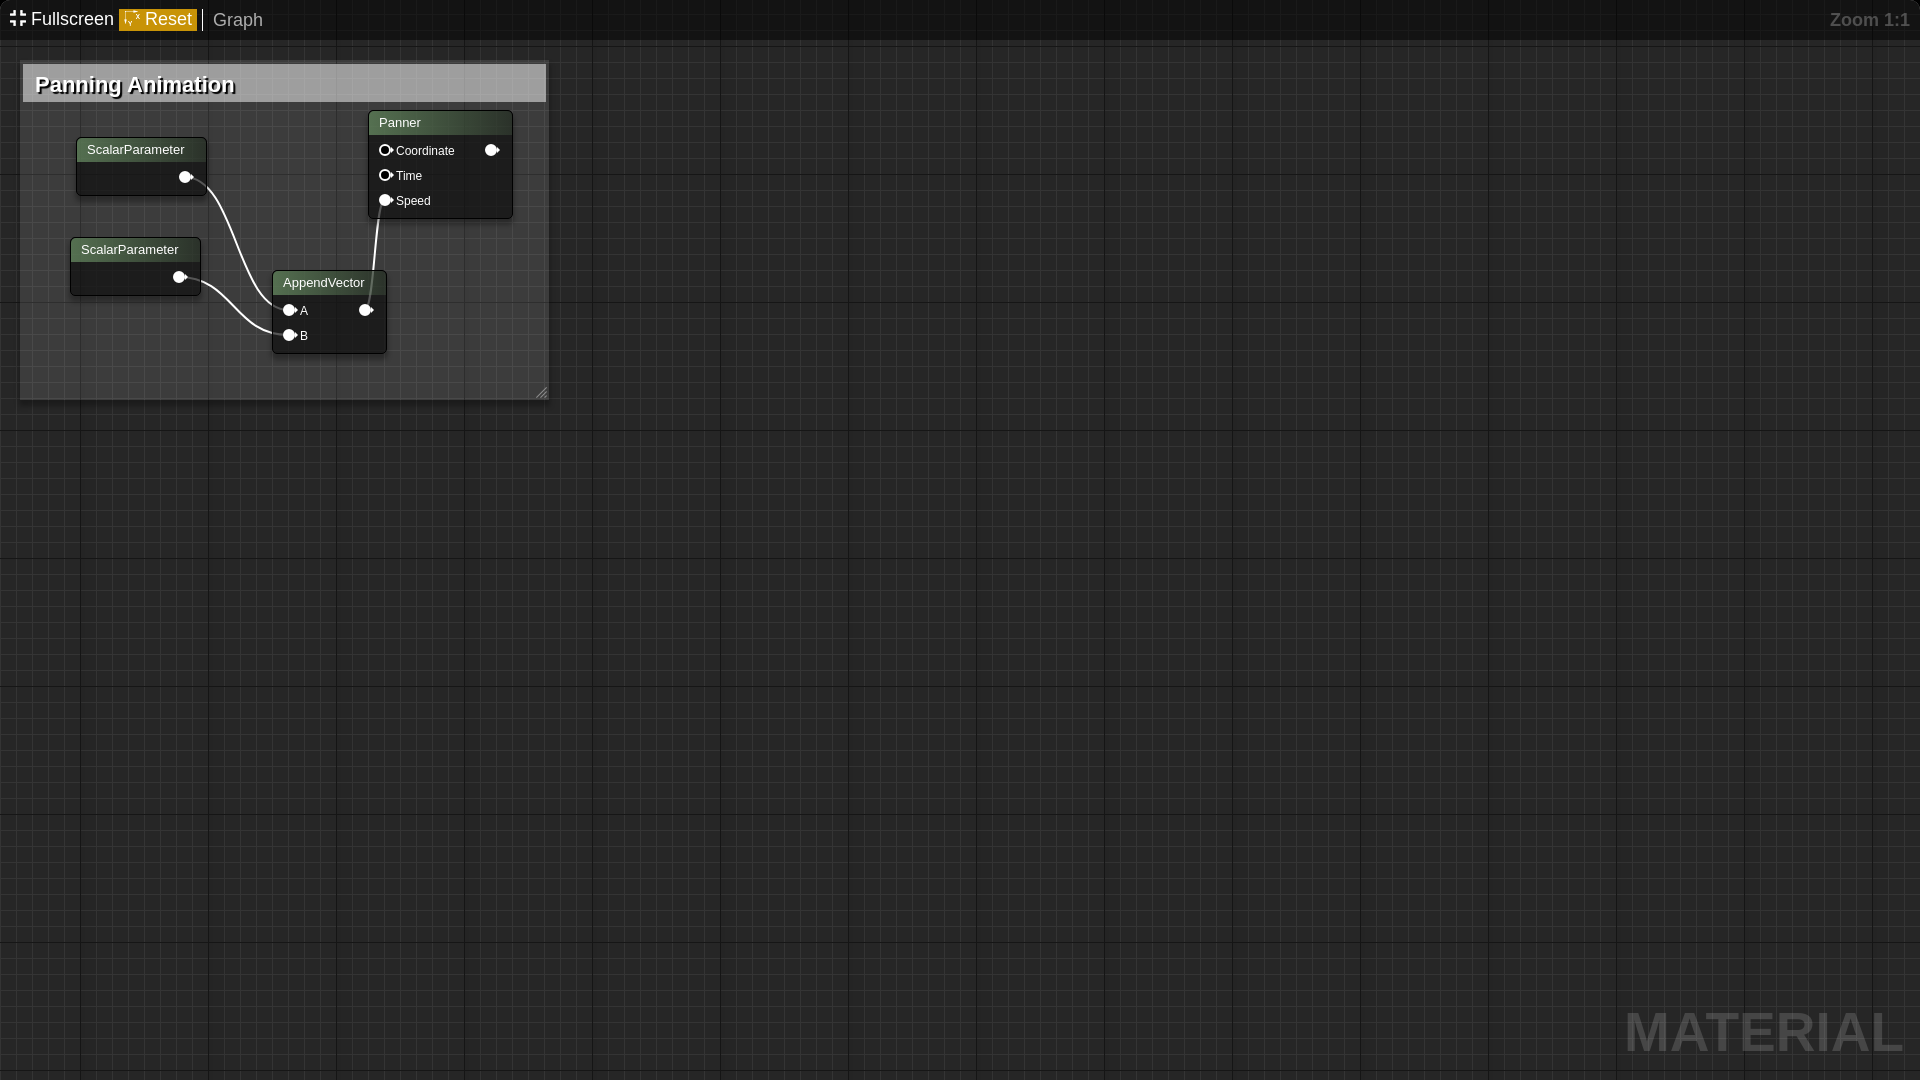 Fullscreen Reset Graph Zoom 1:1
Panning Animation
Panner
ScalarParameter
Coordinate
Time
Speed
ScalarParameter
AppendVector
A
B
MATERIAL